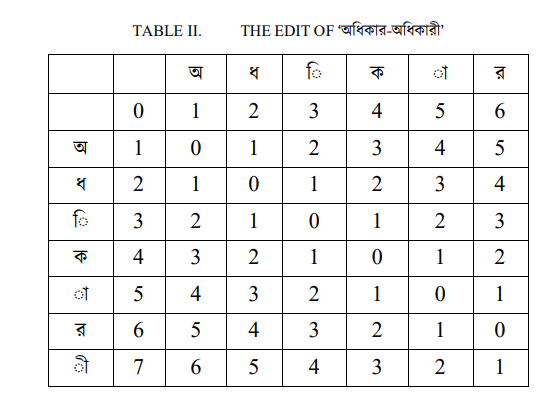 TABLE II. THE EDIT OF ‘অধিকার-অধিকারী’
অ ধ ি ক া র
0 1 2 3 4 5 6
অ 1 0 1 2 3 4 5
ধ 2 1 0 1 2 3 4
ি 3 2 1 0 1 2 3
ক 4 3 2 1 0 1 2
া 5 4 3 2 1 0 1
র 6 5 4 3 2 1 0
ী 7 6 5 4 3 2 1